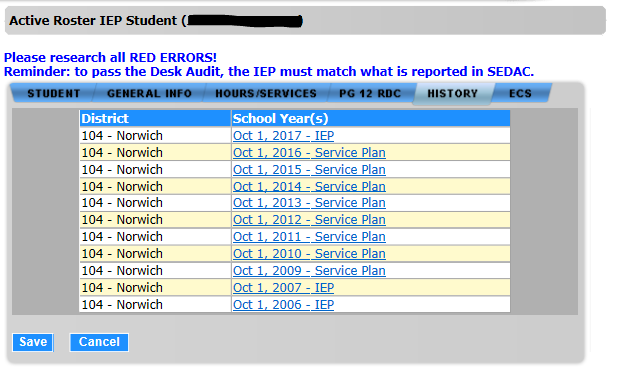 Active Roster IEP Student (
Please research all RED ERRORS!
Reminder: to pass the Desk Audit, the IEP must match what is reported in SEDAC.
STUDENT GENERAL INFO HOURS/SERVICES PG 12 RDC HISTORY ECS
District School Year(s)
104 - Norwich Oct 1, 2017 - IEP
104 - Norwich Oct 1, 2016 - Service Plan
104 - Norwich Oct 1, 2015 - Service Plan
104 - Norwich Oct 1, 2014 - Service Plan
104 - Norwich Oct 1, 2013 - Service Plan
104 - Norwich Oct 1, 2012 - Service Plan
104 - Norwich Oct 1, 2011 - Service Plan
104 - Norwich Oct 1, 2010 - Service Plan
104 - Norwich Oct 1, 2009 - Service Plan
104 - Norwich Oct 1, 2007 - IEP
104 - Norwich Oct 1, 2006 - IEP
Save Cancel